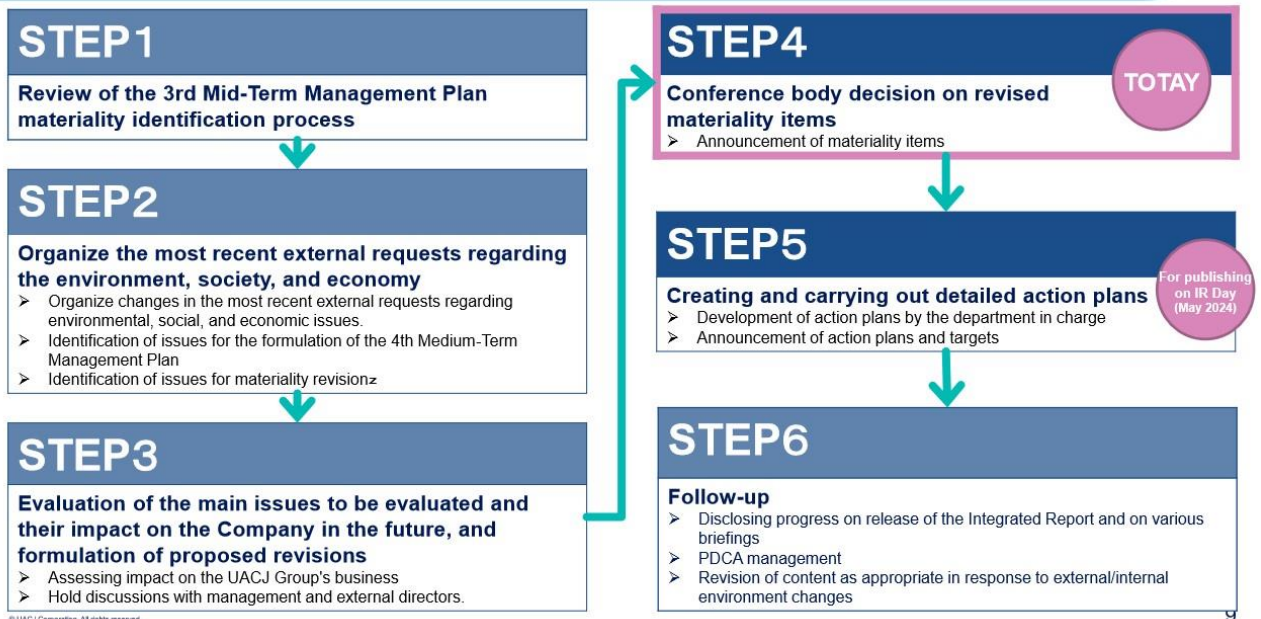 STEP1
Review of the 3rd Mid-Term Management Plan
materiality identification process
STEP2
Organize the most recent external requests regarding
the environment, society, and economy
➢ Organize changes in the most recent external requests regarding
environmental, social, and economic issues.
➢ Identification of issues for the formulation of the 4th Medium-Term
Management Plan
➢ Identification of issues for materiality revisionz
STEP3
Evaluation of the main issues to be evaluated and
their impact on the Company in the future, and
formulation of proposed revisions
➢ Assessing impact on the UACJ Group's business
➢ Hold discussions with management and external directors.
STEP4
TOTAY
Conference body decision on revised
materiality items
➢ Announcement of materiality items
STEP5
For publishing
on IR Day
(May 2024)
Creating and carrying out detailed action plans
➢ Development of action plans by the department in charge
➢ Announcement of action plans and targets
STEP6
Follow-up
➢ Disclosing progress on release of the Integrated Report and on various
briefings
➢ PDCA management
➢ Revision of content as appropriate in response to external/internal
environment changes
© UACJ Corporation. All rights reserved.
9